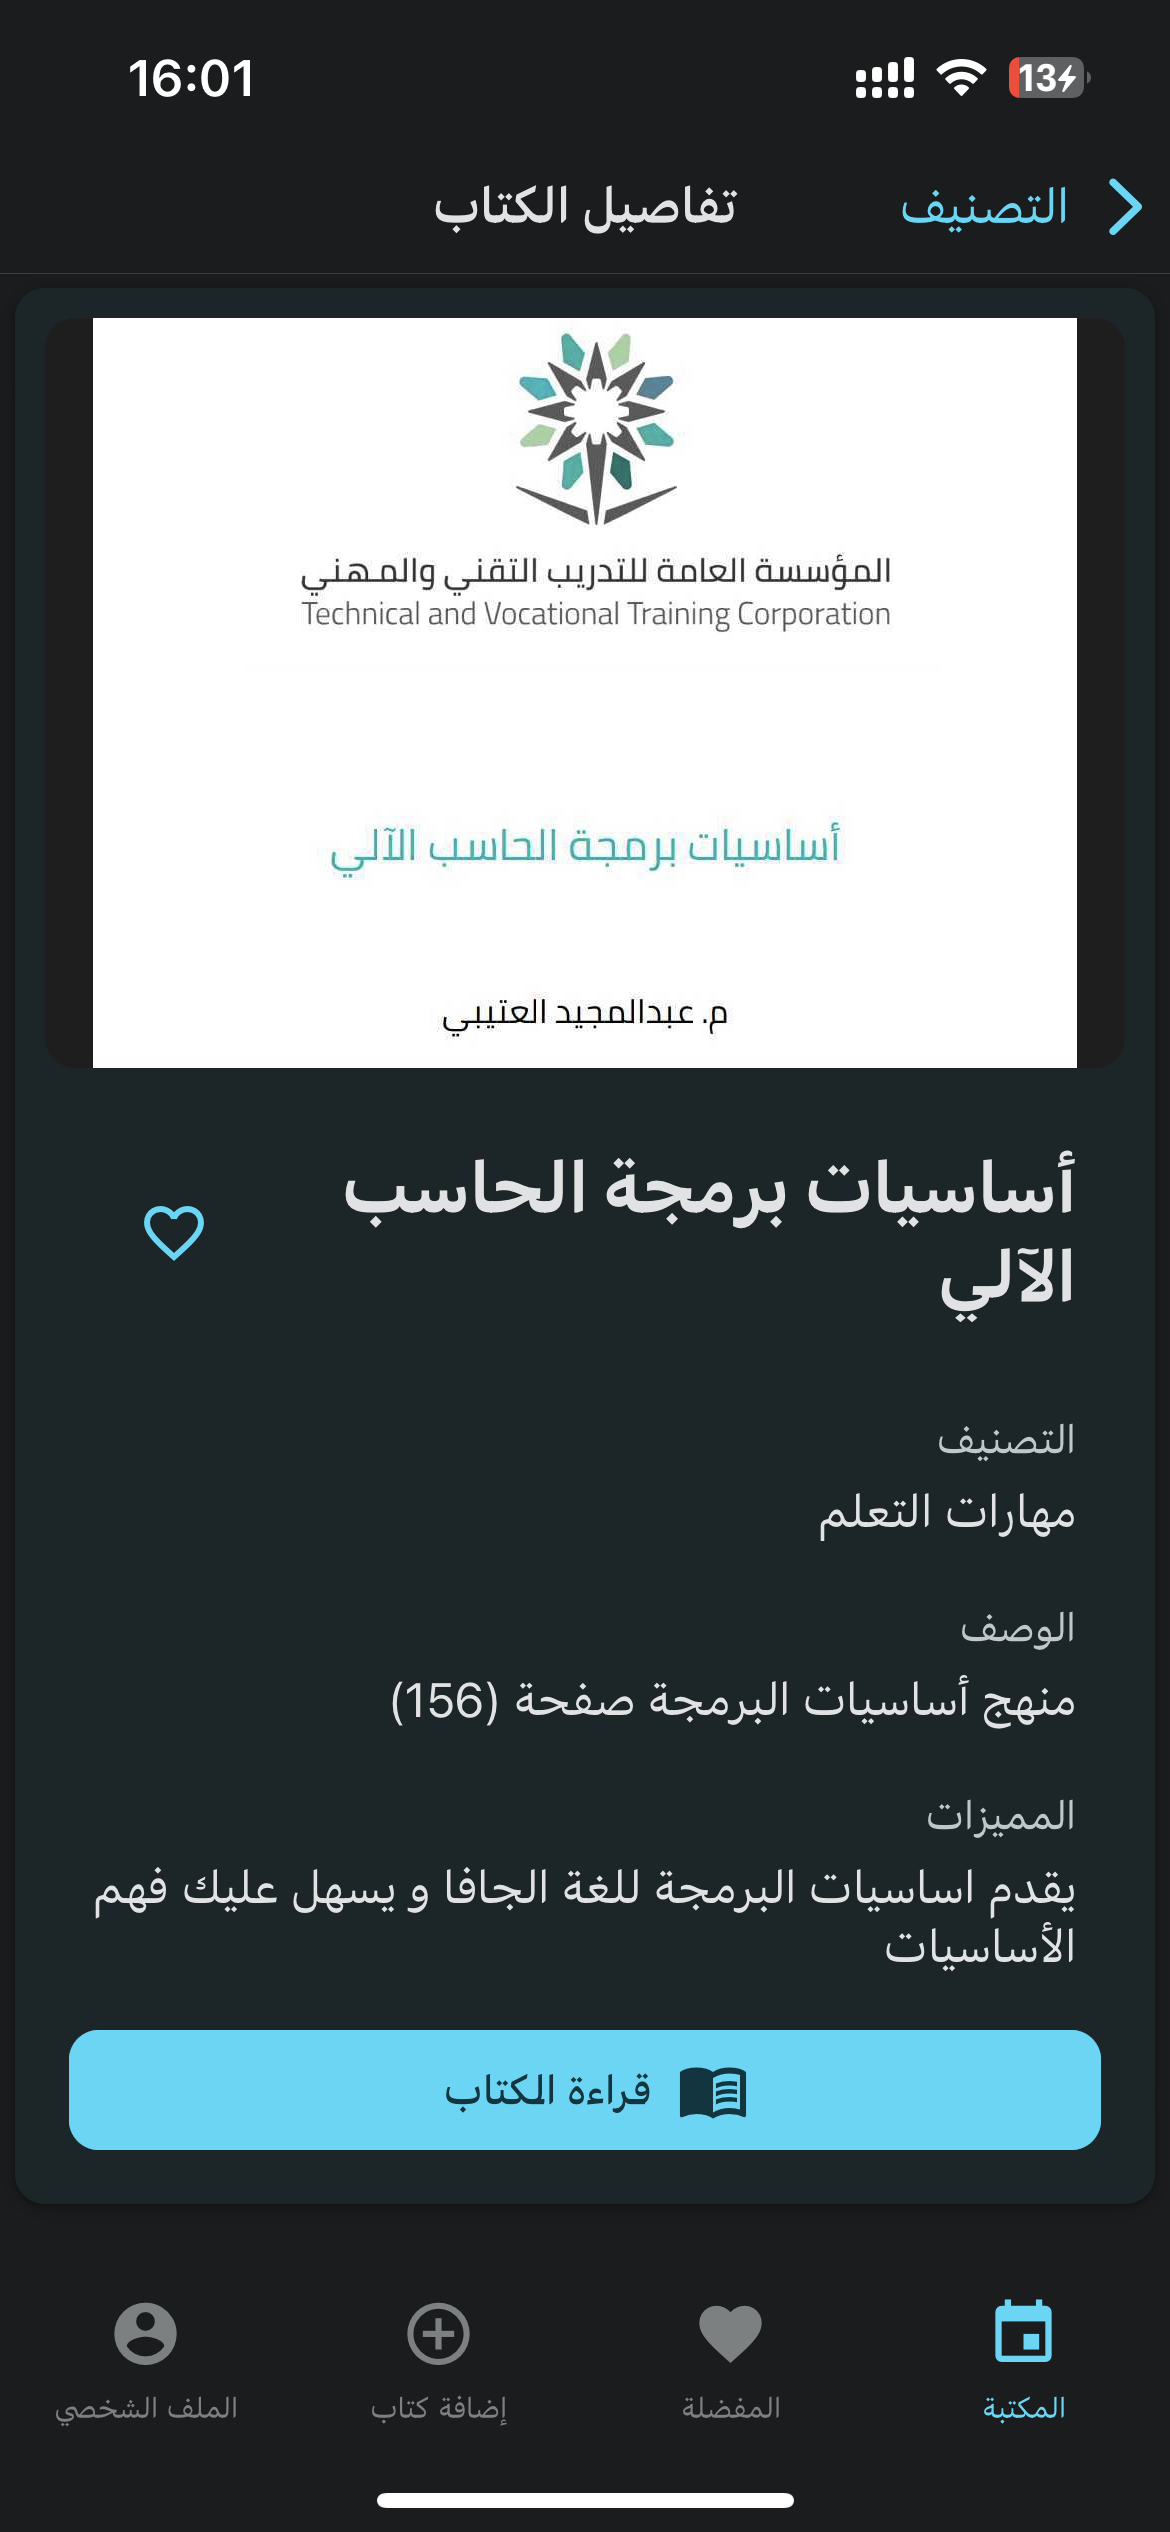 16:01
13
التصنيف
تفاصيل الكتاب
المؤسسة العامة للتدريب التقني والمهني
Technical and Vocational Training Corporation
أساسيات برمجة الحاسب الآلي
م. عبدالمجيد العتيبي
أساسيات برمجة الحاسب
الآلي
التصنيف
مهارات التعلم
الوصف
منهج أساسيات البرمجة صفحة (156)
المميزات
يقدم اساسيات البرمجة للغة الجافا و يسهل عليك فهم
الأساسيات
قراءة الكتاب
المكتبة
المفضلة
إضافة كتاب
الملف الشخصي